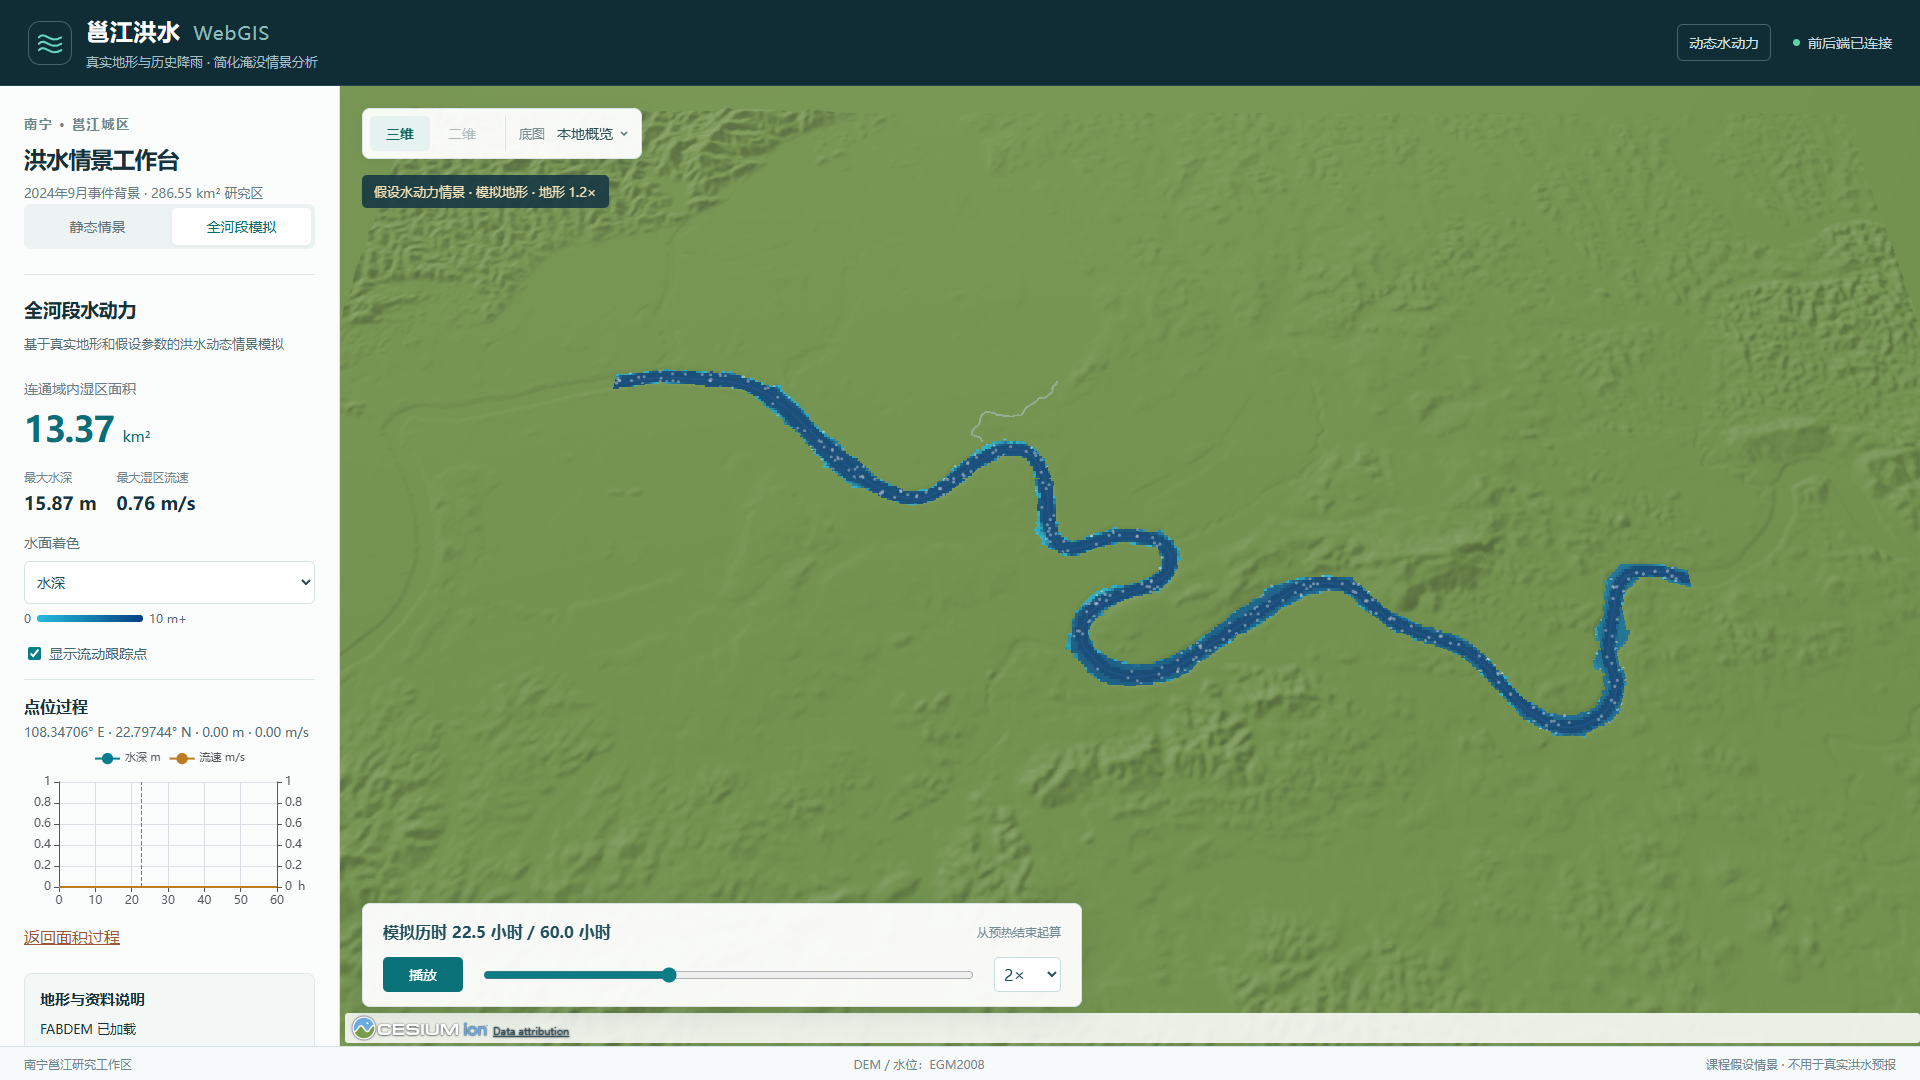 邕江洪水 WebGIS
真实地形与历史降雨 · 简化淹没情景分析
动态水动力
前后端已连接
南宁 • 邕江城区
洪水情景工作台
2024年9月事件背景 · 286.55 km² 研究区
静态情景
全河段模拟
全河段水动力
基于真实地形和假设参数的洪水动态情景模拟
连通域内湿区面积
13.37 km²
最大水深
最大湿区流速
15.87 m
0.76 m/s
水面着色
水深
0
10 m+
显示流动跟踪点
点位过程
108.34706° E · 22.79744° N · 0.00 m · 0.00 m/s
水深 m
流速 m/s
1
0.8
0.6
0.4
0.2
0
1
0.8
0.6
0.4
0.2
0 h
0 10 20 30 40 50 60
返回面积过程
地形与资料说明
FABDEM 已加载
三维
二维
底图 本地概览
假设水动力情景 · 模拟地形 · 地形 1.2×
模拟历时 22.5 小时 / 60.0 小时
从预热结束起算
播放
2×
CESIUM ion Data attribution
南宁邕江研究工作区
DEM / 水位：EGM2008
课程假设情景 · 不用于真实洪水预报